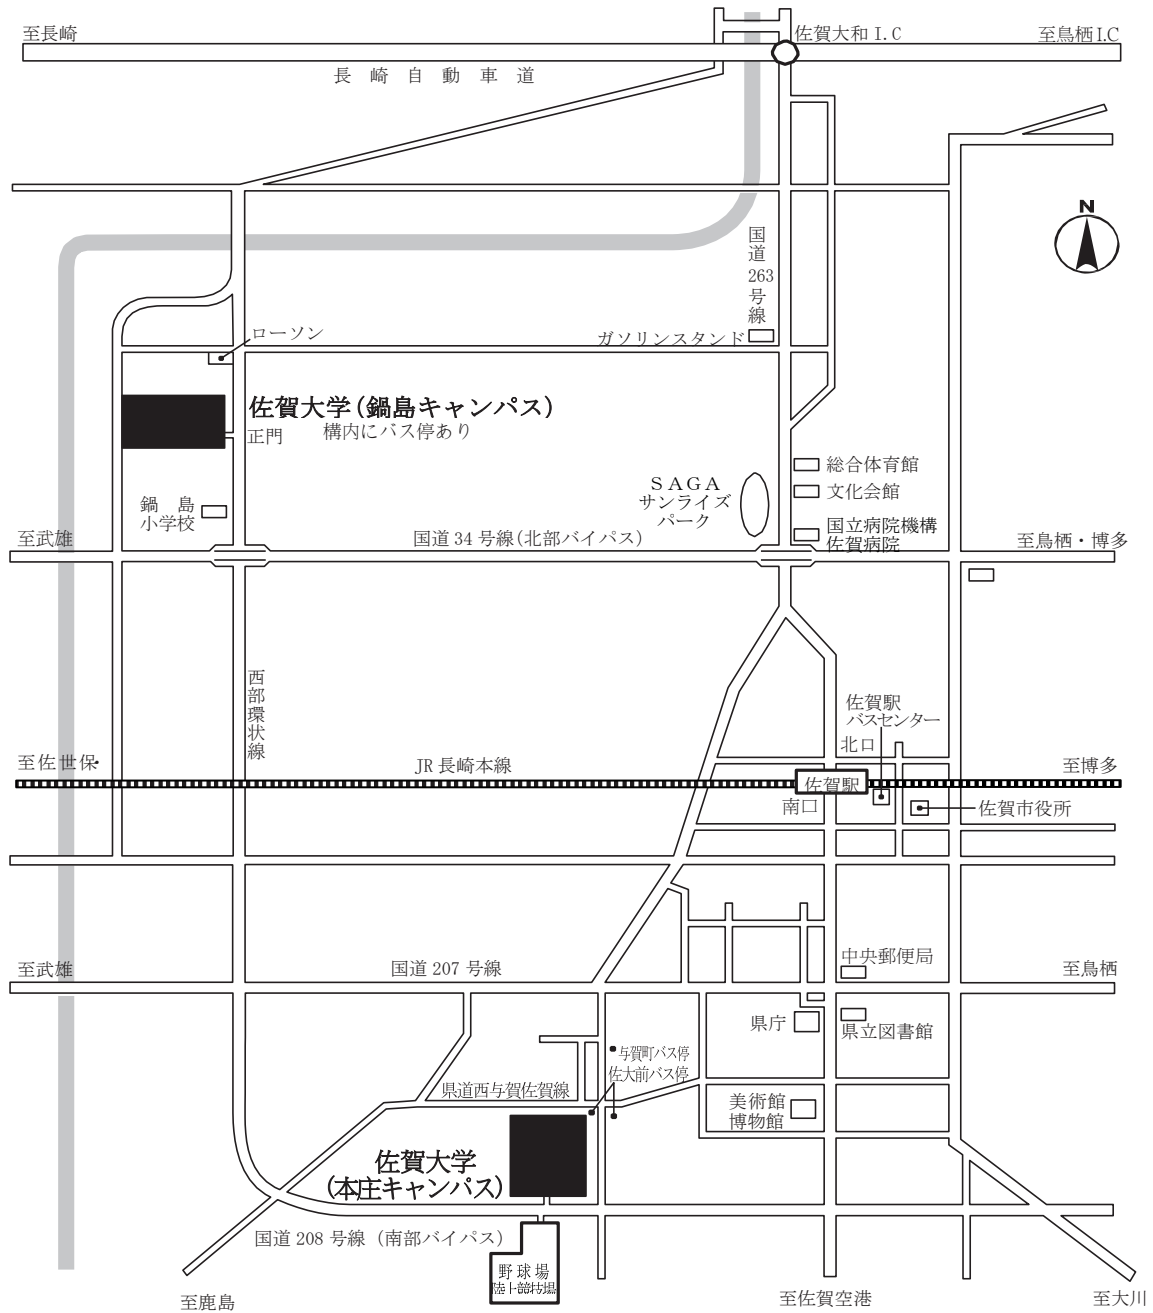 至長崎
佐賀大和 I.C
至鳥栖I.C
長崎自動車道
N
国道263号線
ローソン
ガソリンスタンド
佐賀大学(鍋島キャンパス)
正門
構内にバス停あり
総合体育館
SAGA
サンライズ
パーク
文化会館
鍋島
小学校
国立病院機構
佐賀病院
至武雄
国道 34 号線(北部バイパス)
至鳥栖・博多
西部環状線
佐賀駅
バスセンター
北口
至佐世保
JR 長崎本線
至博多
佐賀駅
南口
佐賀市役所
中央郵便局
至武雄
国道 207 号線
至鳥栖
県庁
県立図書館
与賀町バス停
佐大前バス停
県道西与賀佐賀線
美術館
博物館
佐賀大学
(本庄キャンパス)
国道 208 号線 (南部バイパス)
野球場
陸上競技場
至鹿島
至佐賀空港
至大川